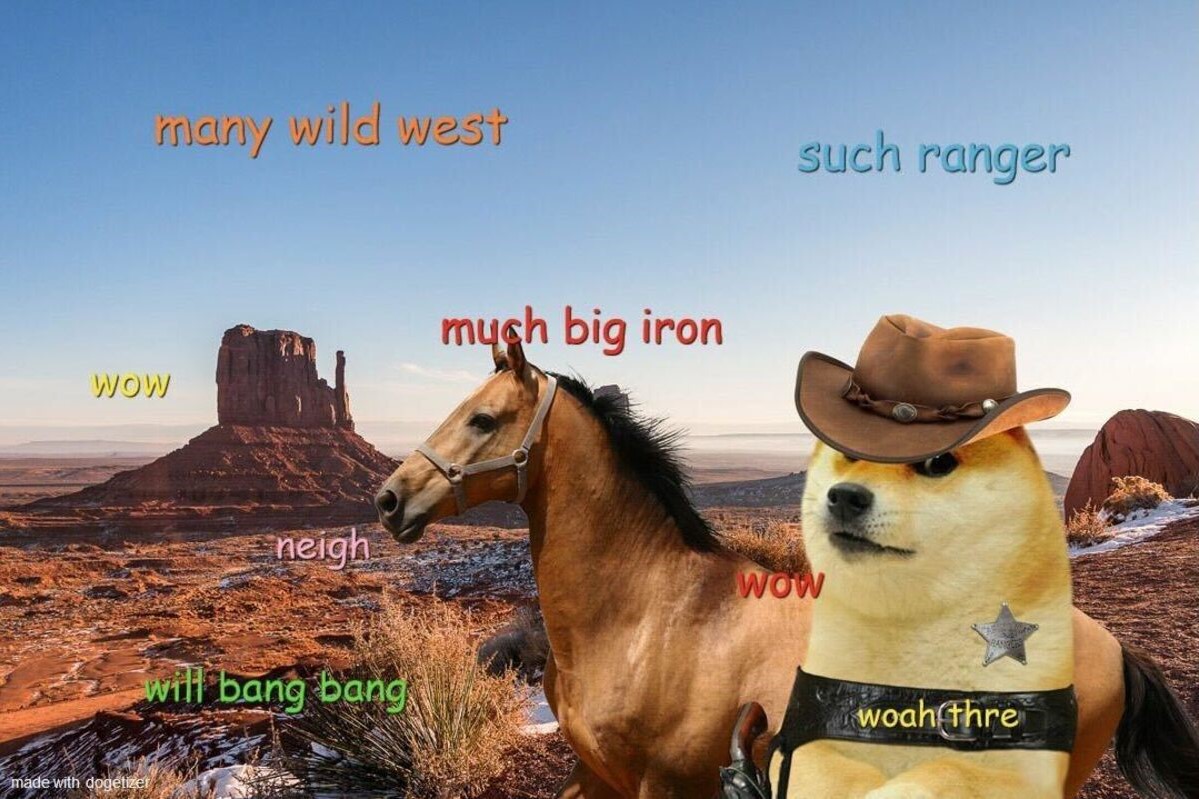 many wild west
such ranger
much big iron
wow
neigh
wow
will bang bang
woah thre
made with dogetizer